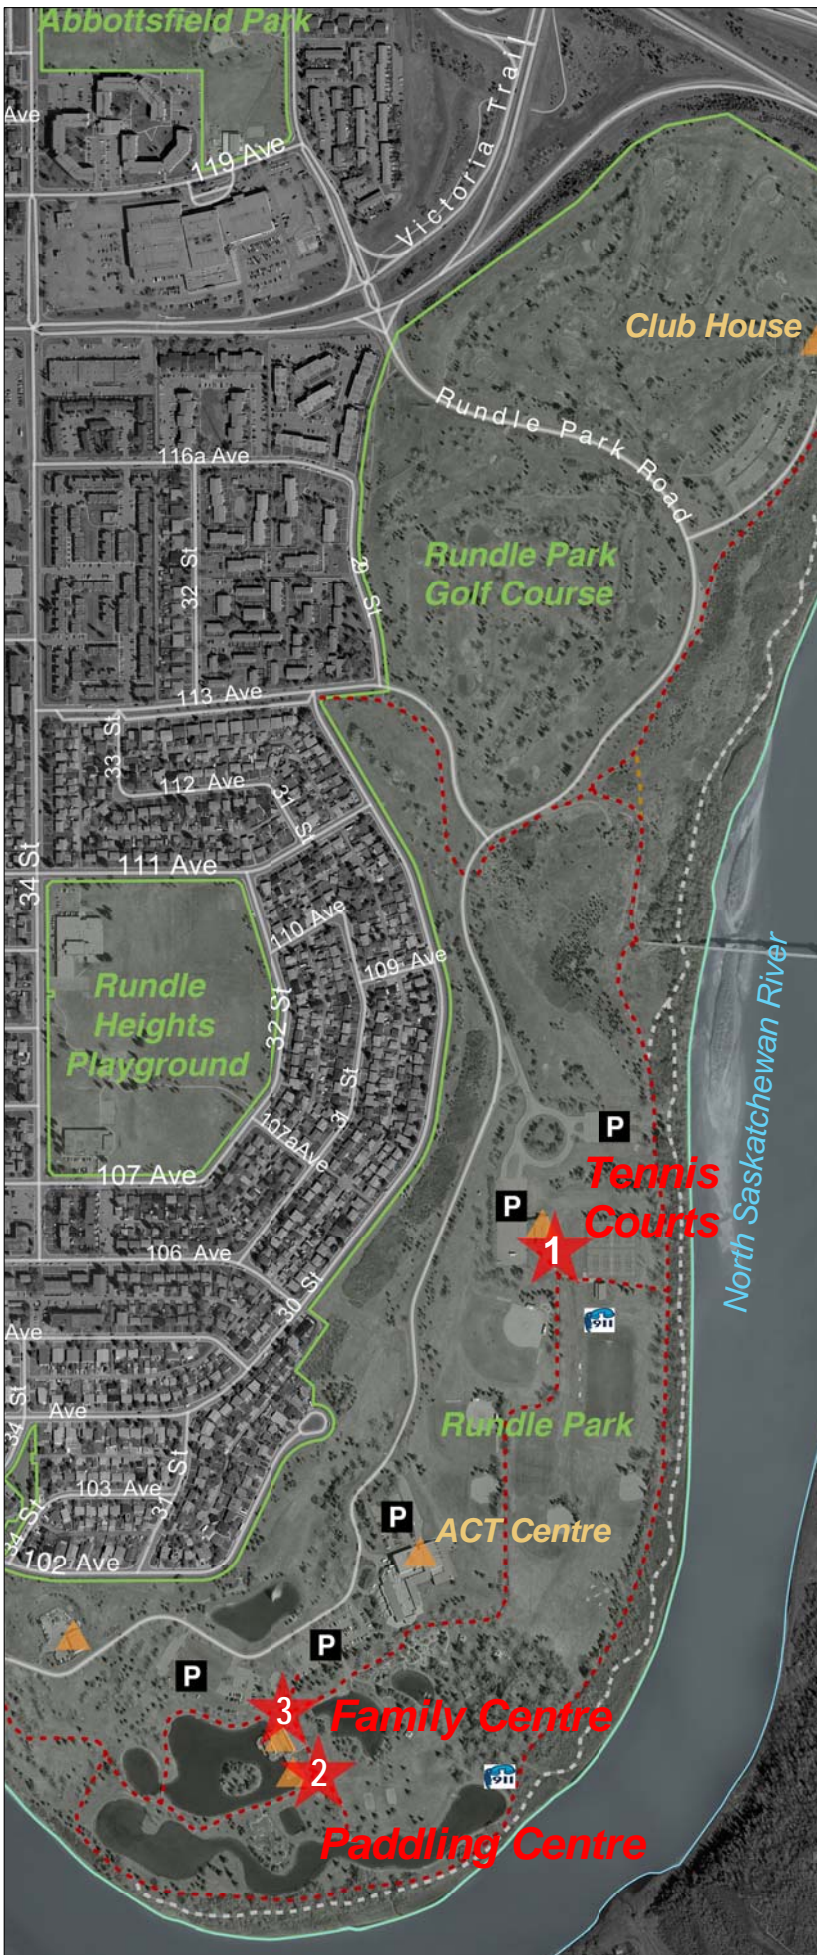 Abbottsfield Park
Ave
119 Ave
Victoria Trail
Club House
Rundle Park Road
116a Ave
32 St
Rundle Park
Golf Course
29 St
113 Ave
33 St
112 Ave
31 St
111 Ave
34 St
110 Ave
109 Ave
Rundle
Heights
Playground
32 St
31 St
107a Ave
107 Ave
North Saskatchewan River
P
Tennis
Courts
P
1
106 Ave
30 St
911
Ave
34 St
Ave
Rundle Park
31 St
103 Ave
34 St
102 Ave
P
ACT Centre
P
P
3
Family Centre
2
911
Paddling Centre